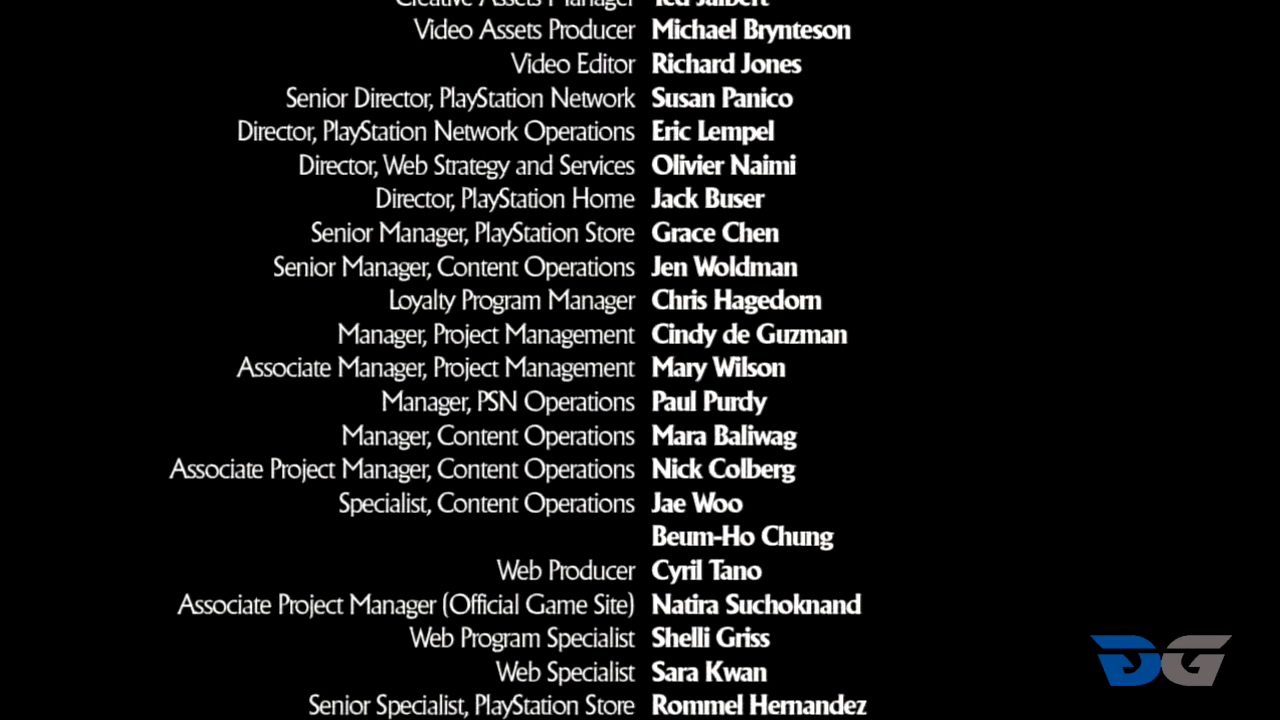 Creative Assets Manager Ted Jalbert
Video Assets Producer Michael Brynteson
Video Editor Richard Jones
Senior Director, PlayStation Network Susan Panico
Director, PlayStation Network Operations Eric Lempel
Director, Web Strategy and Services Olivier Naimi
Director, PlayStation Home Jack Buser
Senior Manager, PlayStation Store Grace Chen
Senior Manager, Content Operations Jen Woldman
Loyalty Program Manager Chris Hagedorn
Manager, Project Management Cindy de Guzman
Associate Manager, Project Management Mary Wilson
Manager, PSN Operations Paul Purdy
Manager, Content Operations Mara Baliwag
Associate Project Manager, Content Operations Nick Colberg
Specialist, Content Operations Jae Woo
Beum-Ho Chung
Web Producer Cyril Tano
Associate Project Manager (Official Game Site) Natira Suchoknand
Web Program Specialist Shelli Griss
Web Specialist Sara Kwan
Senior Specialist, PlayStation Store Rommel Hernandez
GG